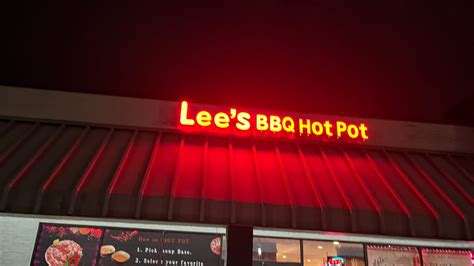 Lee's BBQ Hot Pot
How to HOT POT
1. Pick soup Base.
2. Select your favorite